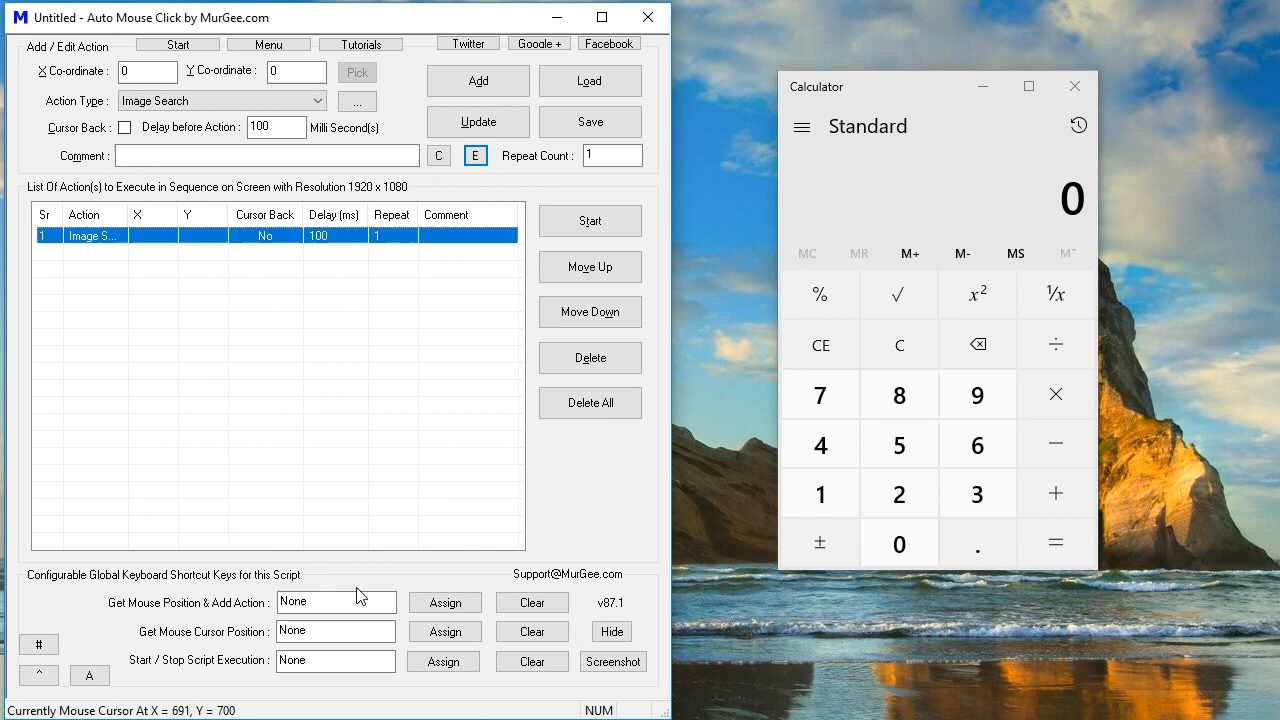 M Untitled - Auto Mouse Click by MurGee.com
Add / Edit Action Start Menu Tutorials Twitter Google + Facebook
X Co-ordinate : 0 Y Co-ordinate : 0 Pick Add Load
Action Type : Image Search ...
Cursor Back : Delay before Action : 100 Milli Second(s) Update Save
Comment : C E Repeat Count : 1
List Of Action(s) to Execute in Sequence on Screen with Resolution 1920 x 1080
Sr Action X Y Cursor Back Delay (ms) Repeat Comment
1 Image S... No 100 1
Start
Move Up
Move Down
Delete
Delete All
Configurable Global Keyboard Shortcut Keys for this Script Support@MurGee.com
Get Mouse Position & Add Action : None Assign Clear v87.1
Get Mouse Cursor Position : None Assign Clear Hide
#
Start / Stop Script Execution : None Assign Clear Screenshot
^ A
Currently Mouse Cursor At X = 691, Y = 700 NUM
Calculator
Standard
0
MC MR M+ M- MS M˅
% √ x² ¹/x
CE C ⌫ ÷
7 8 9 ×
4 5 6 −
1 2 3 +
± 0 . =